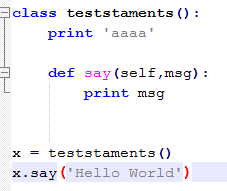 class teststaments():
print 'aaaa'
def say(self,msg):
print msg
x = teststaments()
x.say('Hello World')